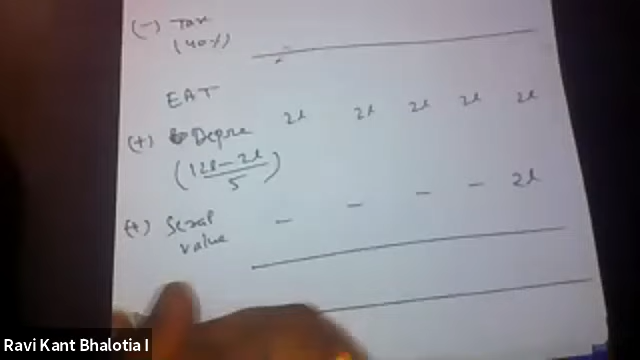 (-) Tax
(40%)
EAT
(+) Depre 2l 2l 2l 2l 2l
(12l - 2l / 5)
(+) Scrap - - - - 2l
value
Ravi Kant Bhalotia I